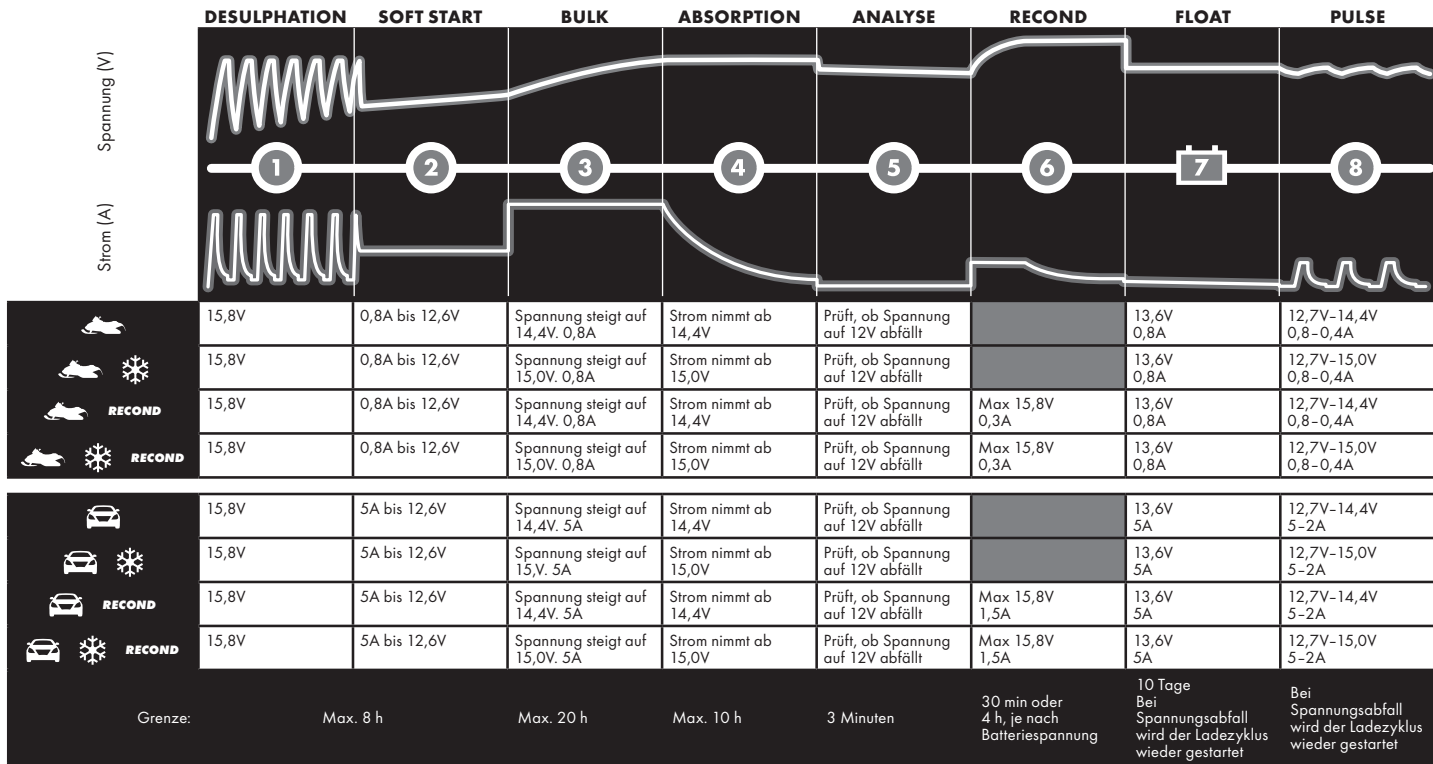 DESULPHATION SOFT START BULK ABSORPTION ANALYSE RECOND FLOAT PULSE
Spannung (V)
1 2 3 4 5 6 7 8
Strom (A)
15,8V 0,8A bis 12,6V Spannung steigt auf Strom nimmt ab Prüft, ob Spannung 13,6V 12,7V–14,4V
14,4V. 0,8A 14,4V auf 12V abfällt 0,8A 0,8–0,4A
15,8V 0,8A bis 12,6V Spannung steigt auf Strom nimmt ab Prüft, ob Spannung 13,6V 12,7V–15,0V
15,0V. 0,8A 15,0V auf 12V abfällt 0,8A 0,8–0,4A
RECOND 15,8V 0,8A bis 12,6V Spannung steigt auf Strom nimmt ab Prüft, ob Spannung Max 15,8V 13,6V 12,7V–14,4V
14,4V. 0,8A 14,4V auf 12V abfällt 0,3A 0,8A 0,8–0,4A
RECOND 15,8V 0,8A bis 12,6V Spannung steigt auf Strom nimmt ab Prüft, ob Spannung Max 15,8V 13,6V 12,7V–15,0V
15,0V. 0,8A 15,0V auf 12V abfällt 0,3A 0,8A 0,8–0,4A
15,8V 5A bis 12,6V Spannung steigt auf Strom nimmt ab Prüft, ob Spannung 13,6V 12,7V–14,4V
14,4V. 5A 14,4V auf 12V abfällt 5A 5–2A
15,8V 5A bis 12,6V Spannung steigt auf Strom nimmt ab Prüft, ob Spannung 13,6V 12,7V–15,0V
15,V. 5A 15,0V auf 12V abfällt 5A 5–2A
RECOND 15,8V 5A bis 12,6V Spannung steigt auf Strom nimmt ab Prüft, ob Spannung Max 15,8V 13,6V 12,7V–14,4V
14,4V. 5A 14,4V auf 12V abfällt 1,5A 5A 5–2A
RECOND 15,8V 5A bis 12,6V Spannung steigt auf Strom nimmt ab Prüft, ob Spannung Max 15,8V 13,6V 12,7V–15,0V
15,0V. 5A 15,0V auf 12V abfällt 1,5A 5A 5–2A
Grenze: Max. 8 h Max. 20 h Max. 10 h 3 Minuten
30 min oder
4 h, je nach
Batteriespannung
10 Tage
Bei
Spannungsabfall
wird der Ladezyklus
wieder gestartet
Bei
Spannungsabfall
wird der Ladezyklus
wieder gestartet